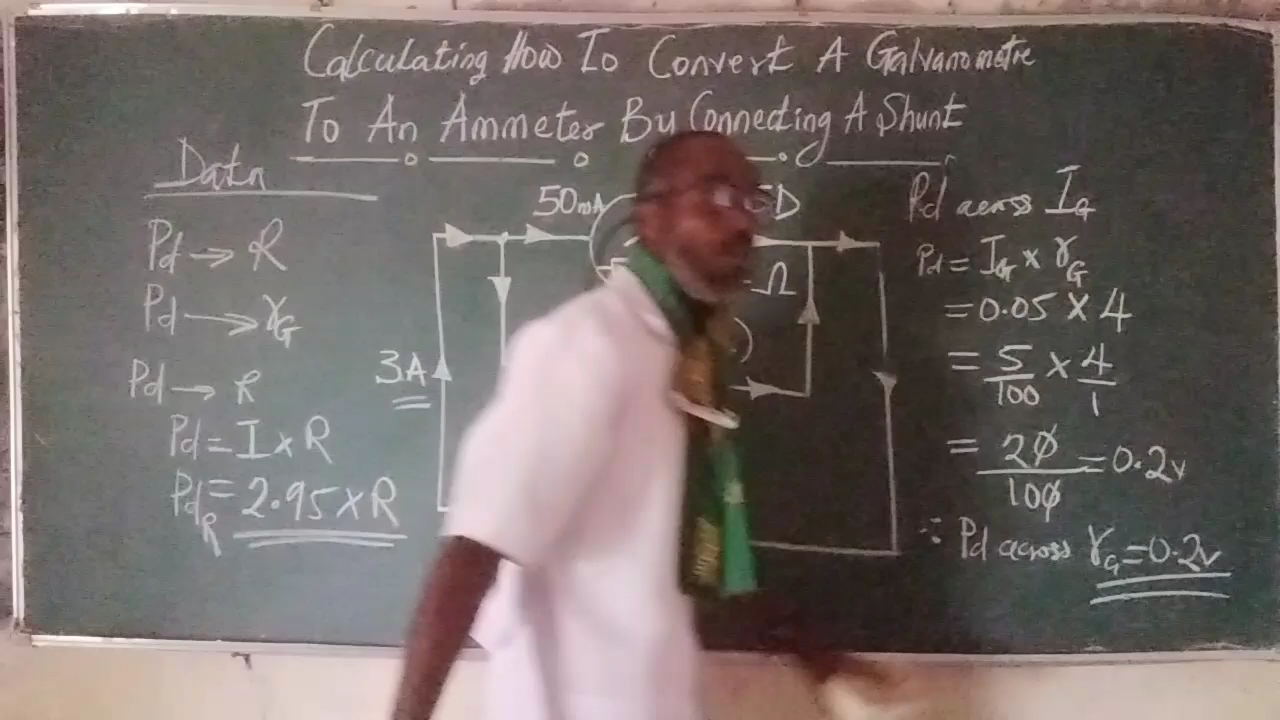 Calculating How To Convert A Galvanometre
To An Ammeter By Connecting A Shunt
Data
Pd → R
Pd → rG
Pd → R
Pd = I x R
PdR = 2.95 x R
50mA
3A
Ω
Pd across IG
Pd = IG x rG
= 0.05 x 4
= 5/100 x 4/1
= 20/100 = 0.2v
∴ Pd across rG = 0.2v